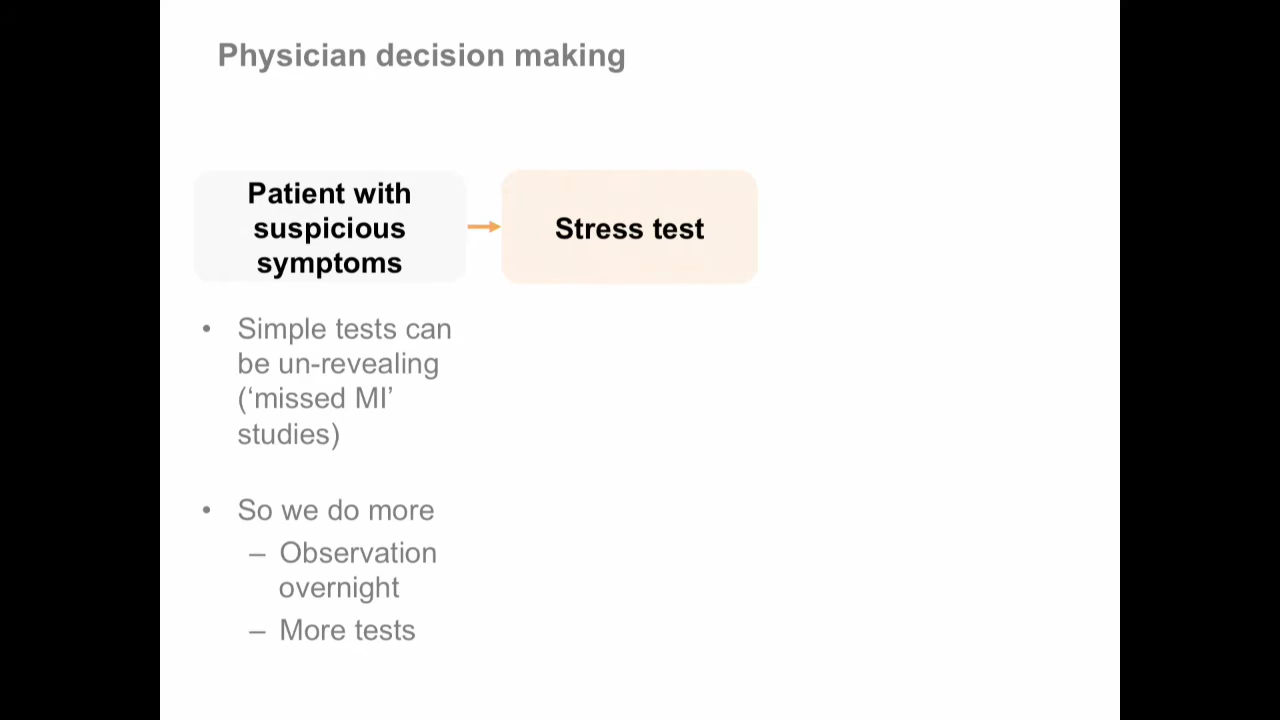 Physician decision making
Patient with
suspicious
symptoms
Stress test
• Simple tests can
be un-revealing
(‘missed MI’
studies)
• So we do more
– Observation
overnight
– More tests